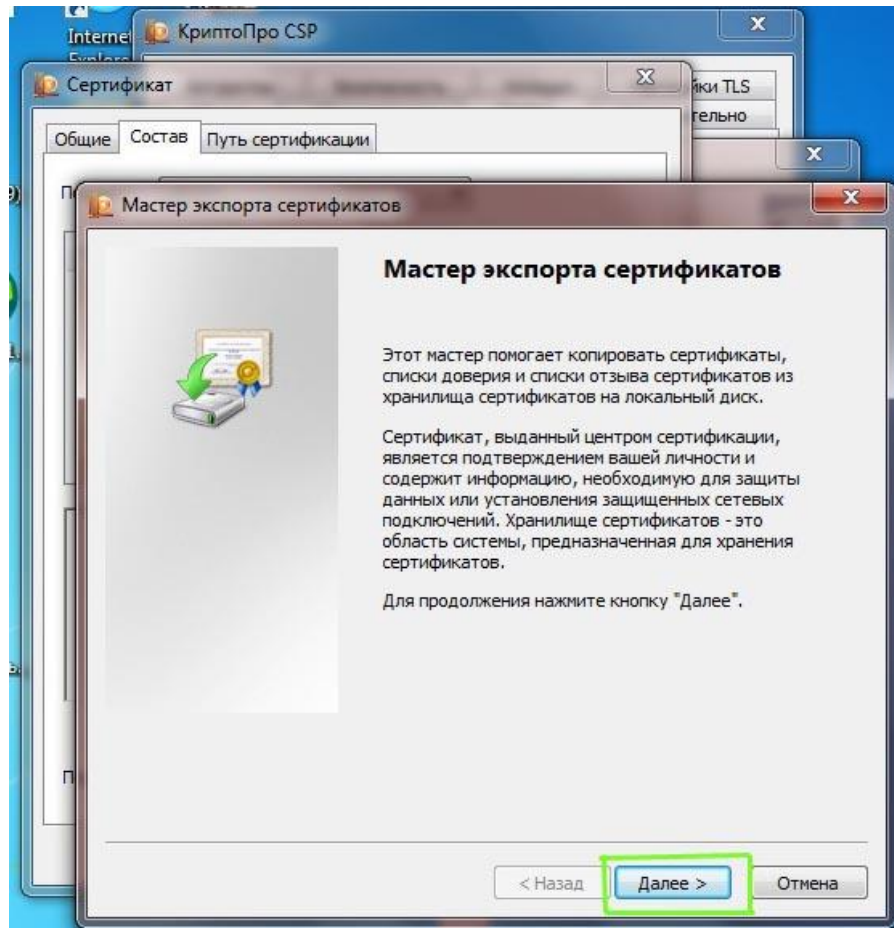 Internet
КриптоПро CSP
Сертификат
TLS
Общие
Состав
Путь сертификации
Мастер экспорта сертификатов
Мастер экспорта сертификатов
Этот мастер помогает копировать сертификаты,
списки доверия и списки отзыва сертификатов из
хранилища сертификатов на локальный диск.
Сертификат, выданный центром сертификации,
является подтверждением вашей личности и
содержит информацию, необходимую для защиты
данных или установления защищенных сетевых
подключений. Хранилище сертификатов - это
область системы, предназначенная для хранения
сертификатов.
Для продолжения нажмите кнопку "Далее".
< Назад
Далее >
Отмена